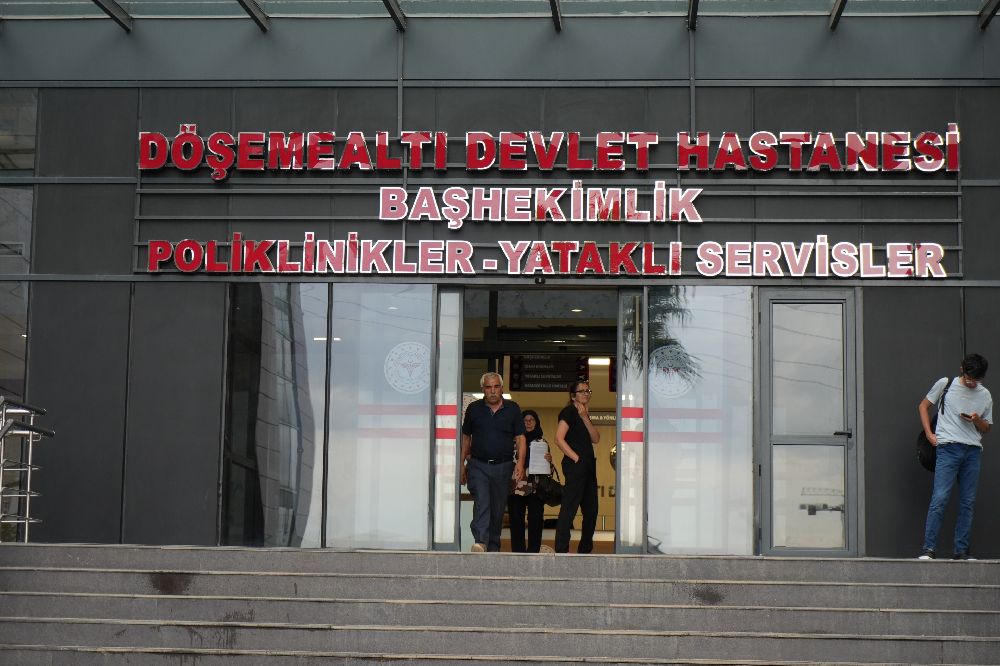 DÖŞEMEALTI DEVLET HASTANESİ
BAŞHEKİMLİK
POLİKLİNİKLER - YATAKLI SERVİSLER